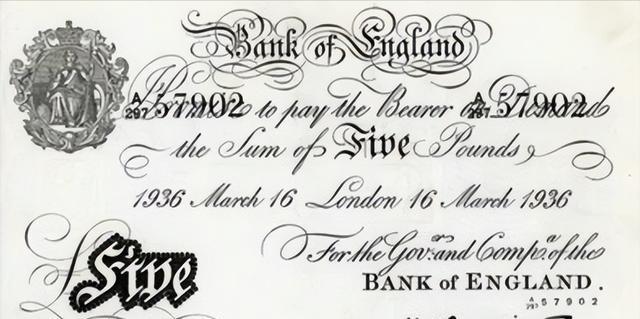 Bank of England
A/297 57902 I Promise to pay the Bearer on Demand A/297 57902
the Sum of Five Pounds
1936 March 16 London 16 March 1936
Five
For the Gov.r and Comp.a of the
BANK OF ENGLAND.
A/297 57902